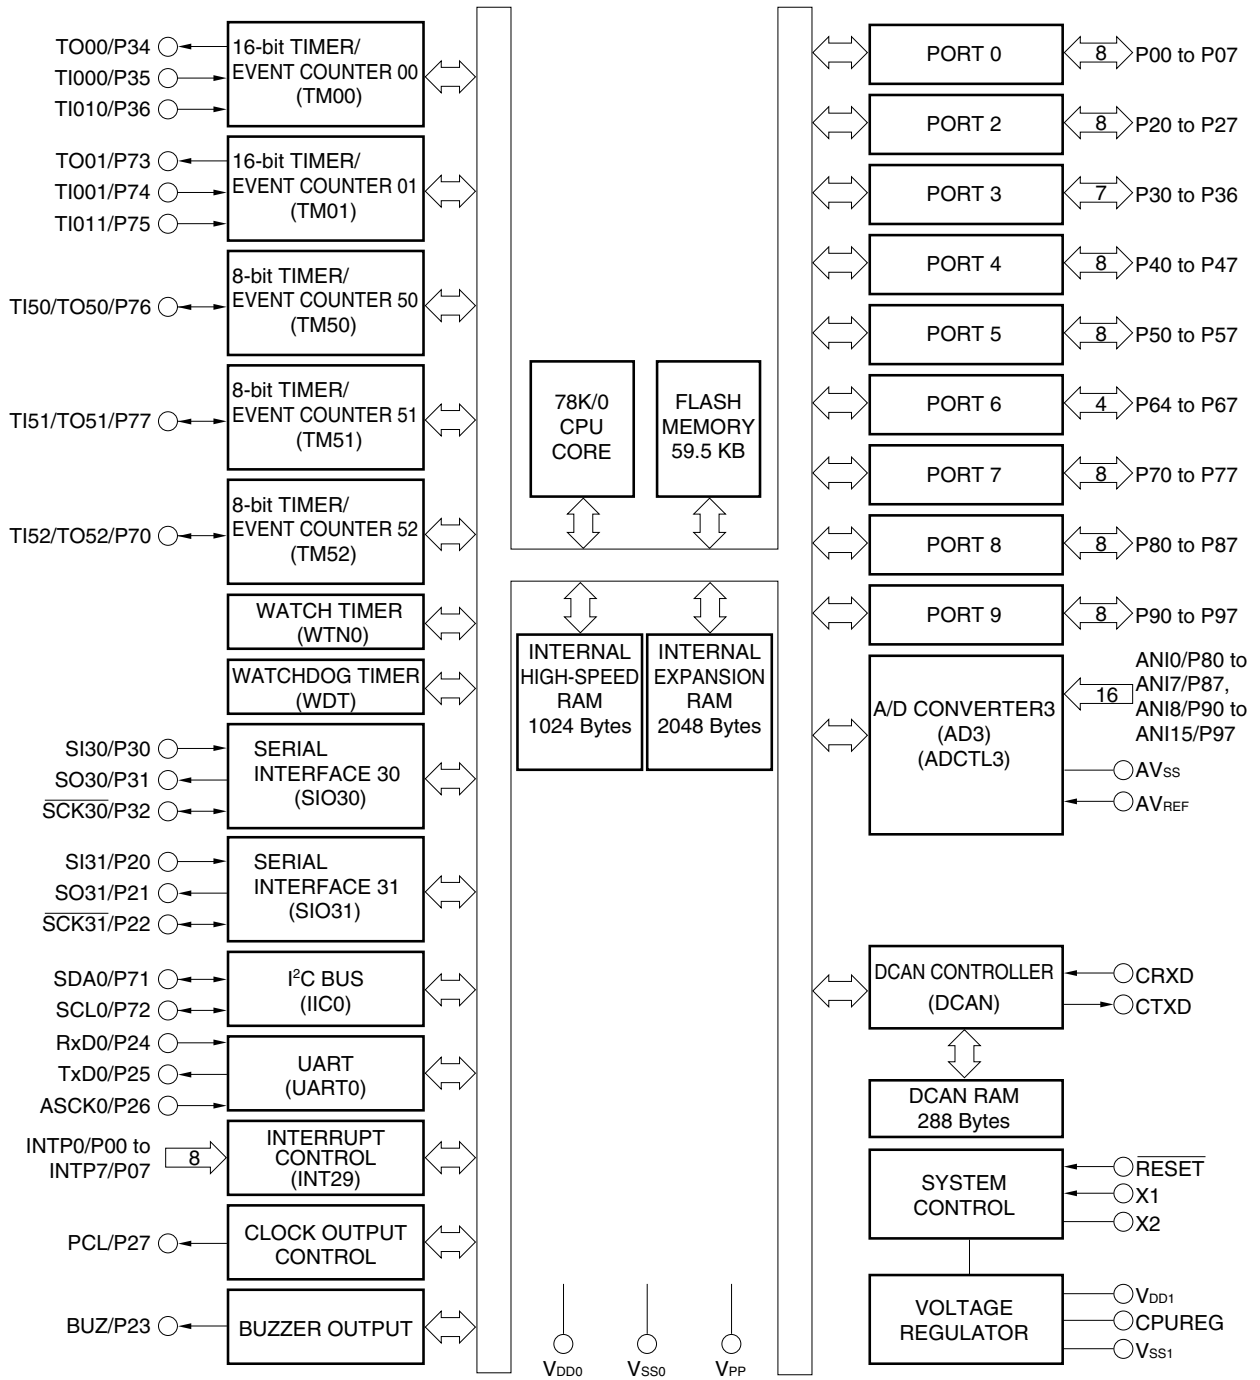 TO00/P34
TI000/P35
TI010/P36
16-bit TIMER/
EVENT COUNTER 00
(TM00)
TO01/P73
TI001/P74
TI011/P75
16-bit TIMER/
EVENT COUNTER 01
(TM01)
TI50/TO50/P76
8-bit TIMER/
EVENT COUNTER 50
(TM50)
TI51/TO51/P77
8-bit TIMER/
EVENT COUNTER 51
(TM51)
TI52/TO52/P70
8-bit TIMER/
EVENT COUNTER 52
(TM52)
WATCH TIMER
(WTN0)
WATCHDOG TIMER
(WDT)
SI30/P30
SO30/P31
SCK30/P32
SERIAL
INTERFACE 30
(SIO30)
SI31/P20
SO31/P21
SCK31/P22
SERIAL
INTERFACE 31
(SIO31)
SDA0/P71
SCL0/P72
I²C BUS
(IIC0)
RxD0/P24
TxD0/P25
ASCK0/P26
UART
(UART0)
INTP0/P00 to
INTP7/P07
8
INTERRUPT
CONTROL
(INT29)
PCL/P27
CLOCK OUTPUT
CONTROL
BUZ/P23
BUZZER OUTPUT
78K/0
CPU
CORE
FLASH
MEMORY
59.5 KB
INTERNAL
HIGH-SPEED
RAM
1024 Bytes
INTERNAL
EXPANSION
RAM
2048 Bytes
VDD0
VSS0
VPP
PORT 0
8
P00 to P07
PORT 2
8
P20 to P27
PORT 3
7
P30 to P36
PORT 4
8
P40 to P47
PORT 5
8
P50 to P57
PORT 6
4
P64 to P67
PORT 7
8
P70 to P77
PORT 8
8
P80 to P87
PORT 9
8
P90 to P97
A/D CONVERTER3
(AD3)
(ADCTL3)
16
ANI0/P80 to
ANI7/P87,
ANI8/P90 to
ANI15/P97
AVSS
AVREF
DCAN CONTROLLER
(DCAN)
CRXD
CTXD
DCAN RAM
288 Bytes
SYSTEM
CONTROL
RESET
X1
X2
VOLTAGE
REGULATOR
VDD1
CPUREG
VSS1